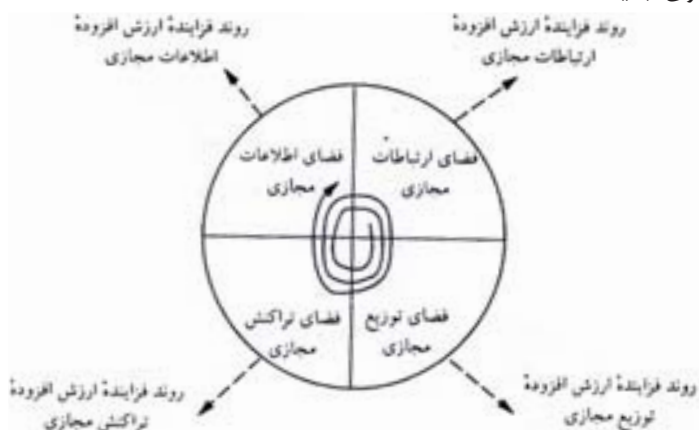 روند فزایندهٔ ارزش افزودهٔ
ارتباطات مجازی
روند فزایندهٔ ارزش افزودهٔ
اطلاعات مجازی
فضای ارتباطات
مجازی
فضای اطلاعات
مجازی
فضای توزیع
مجازی
فضای تراکنش
مجازی
روند فزایندهٔ ارزش افزودهٔ
توزیع مجازی
روند فزایندهٔ ارزش افزودهٔ
تراکنش مجازی